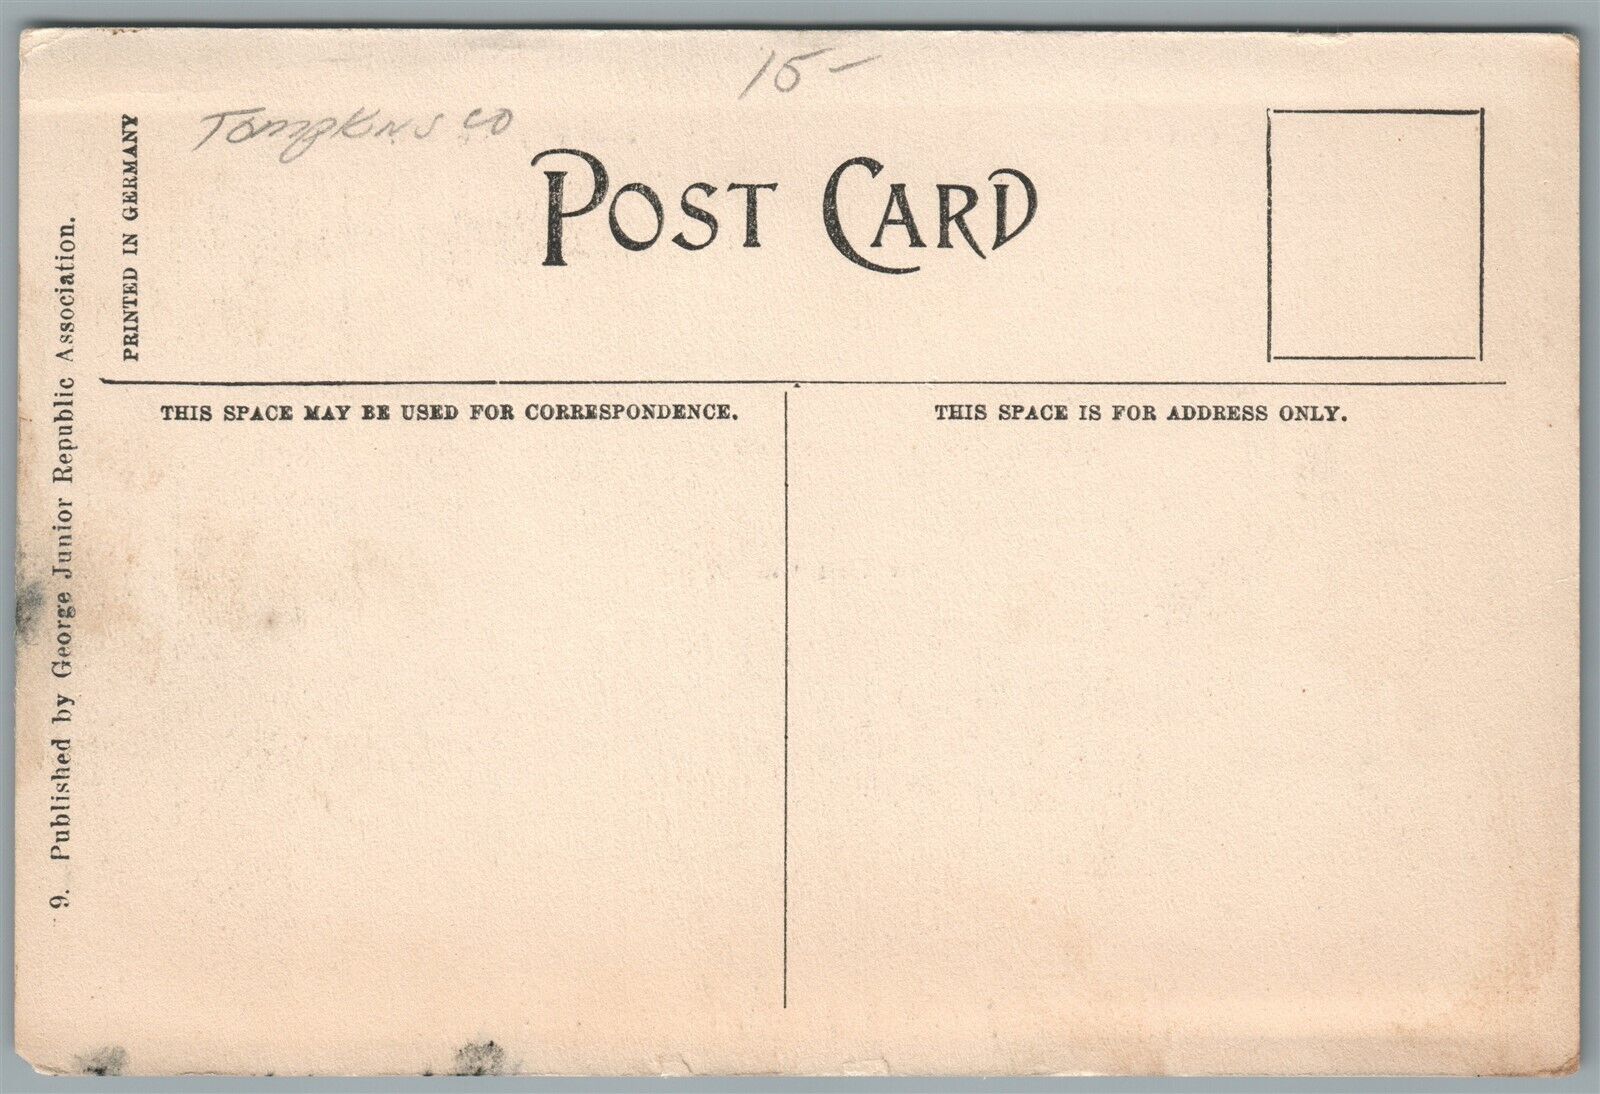 15-
Tompkins co
POST CARD
PRINTED IN GERMANY
9. Published by George Junior Republic Association.
THIS SPACE MAY BE USED FOR CORRESPONDENCE.
THIS SPACE IS FOR ADDRESS ONLY.